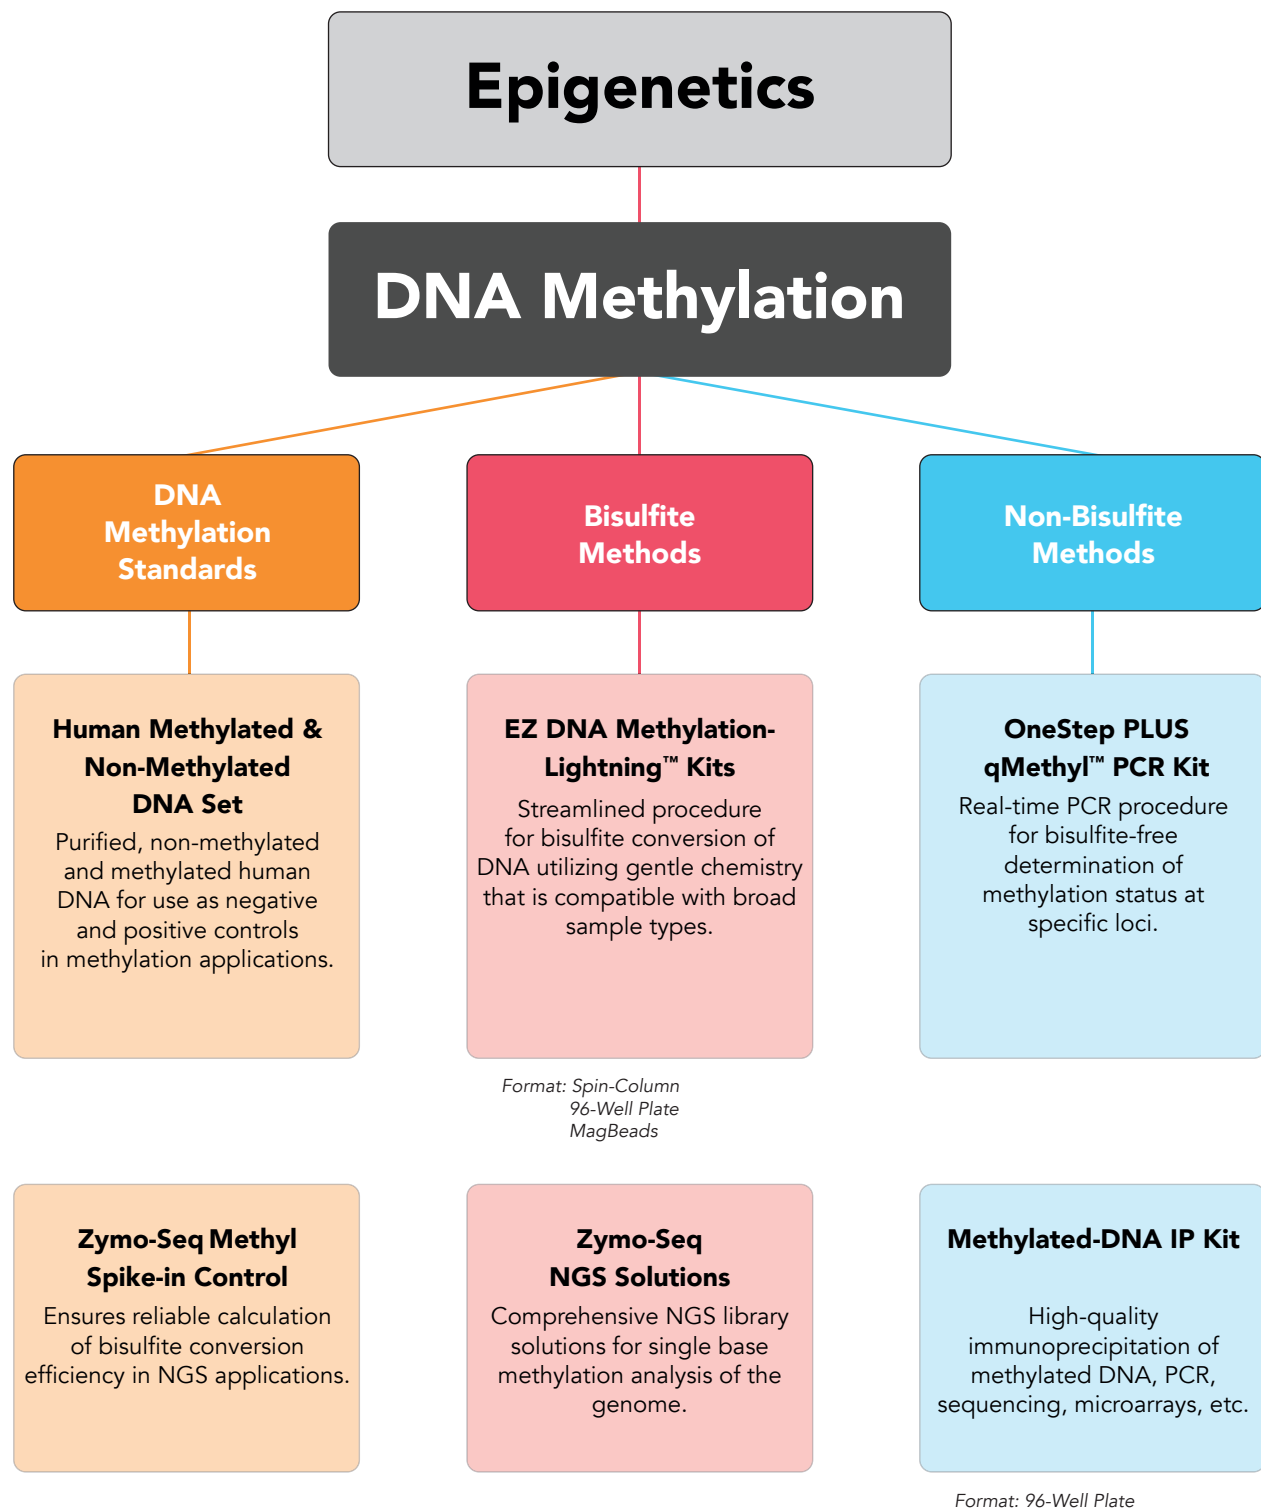 Epigenetics
DNA Methylation
DNA
Methylation
Standards
Bisulfite
Methods
Non-Bisulfite
Methods
Human Methylated &
Non-Methylated
DNA Set
Purified, non-methylated
and methylated human
DNA for use as negative
and positive controls
in methylation applications.
EZ DNA Methylation-
Lightning™ Kits
Streamlined procedure
for bisulfite conversion of
DNA utilizing gentle chemistry
that is compatible with broad
sample types.
OneStep PLUS
qMethyl™ PCR Kit
Real-time PCR procedure
for bisulfite-free
determination of
methylation status at
specific loci.
Format: Spin-Column
96-Well Plate
MagBeads
Zymo-Seq Methyl
Spike-in Control
Ensures reliable calculation
of bisulfite conversion
efficiency in NGS applications.
Zymo-Seq
NGS Solutions
Comprehensive NGS library
solutions for single base
methylation analysis of the
genome.
Methylated-DNA IP Kit
High-quality
immunoprecipitation of
methylated DNA, PCR,
sequencing, microarrays, etc.
Format: 96-Well Plate